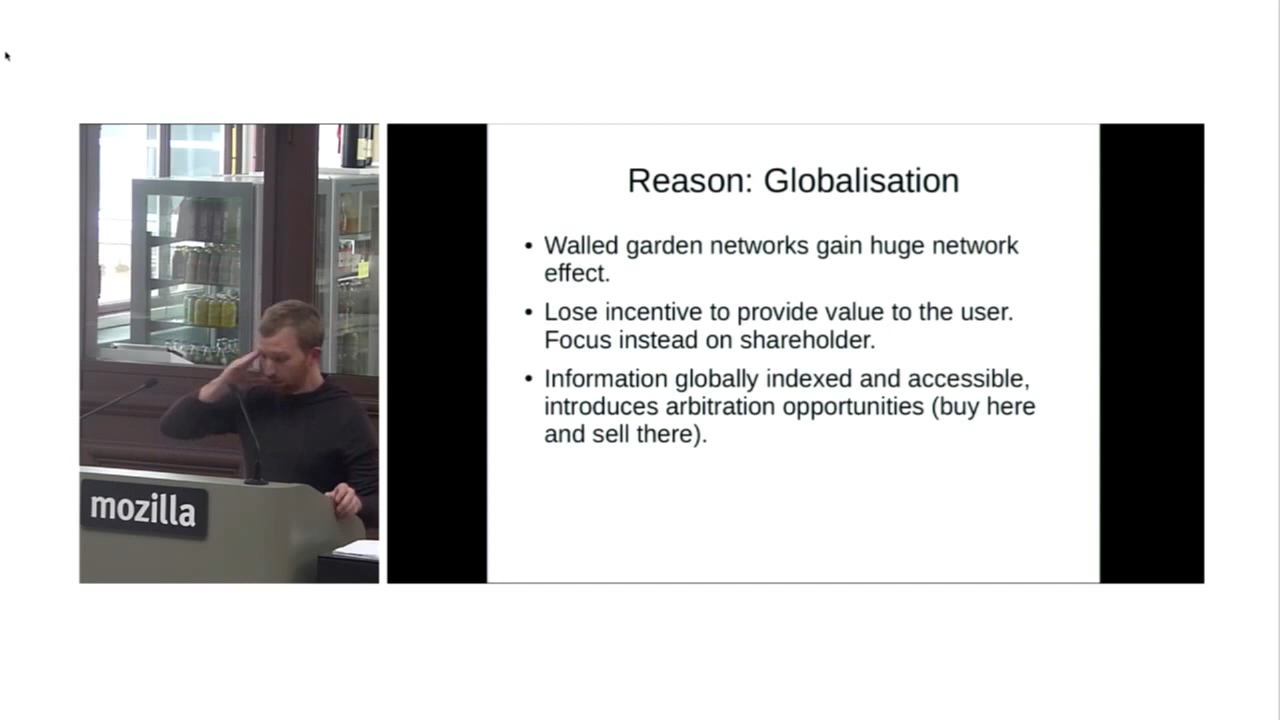 mozilla
Reason: Globalisation
• Walled garden networks gain huge network
effect.
• Lose incentive to provide value to the user.
Focus instead on shareholder.
• Information globally indexed and accessible,
introduces arbitration opportunities (buy here
and sell there).